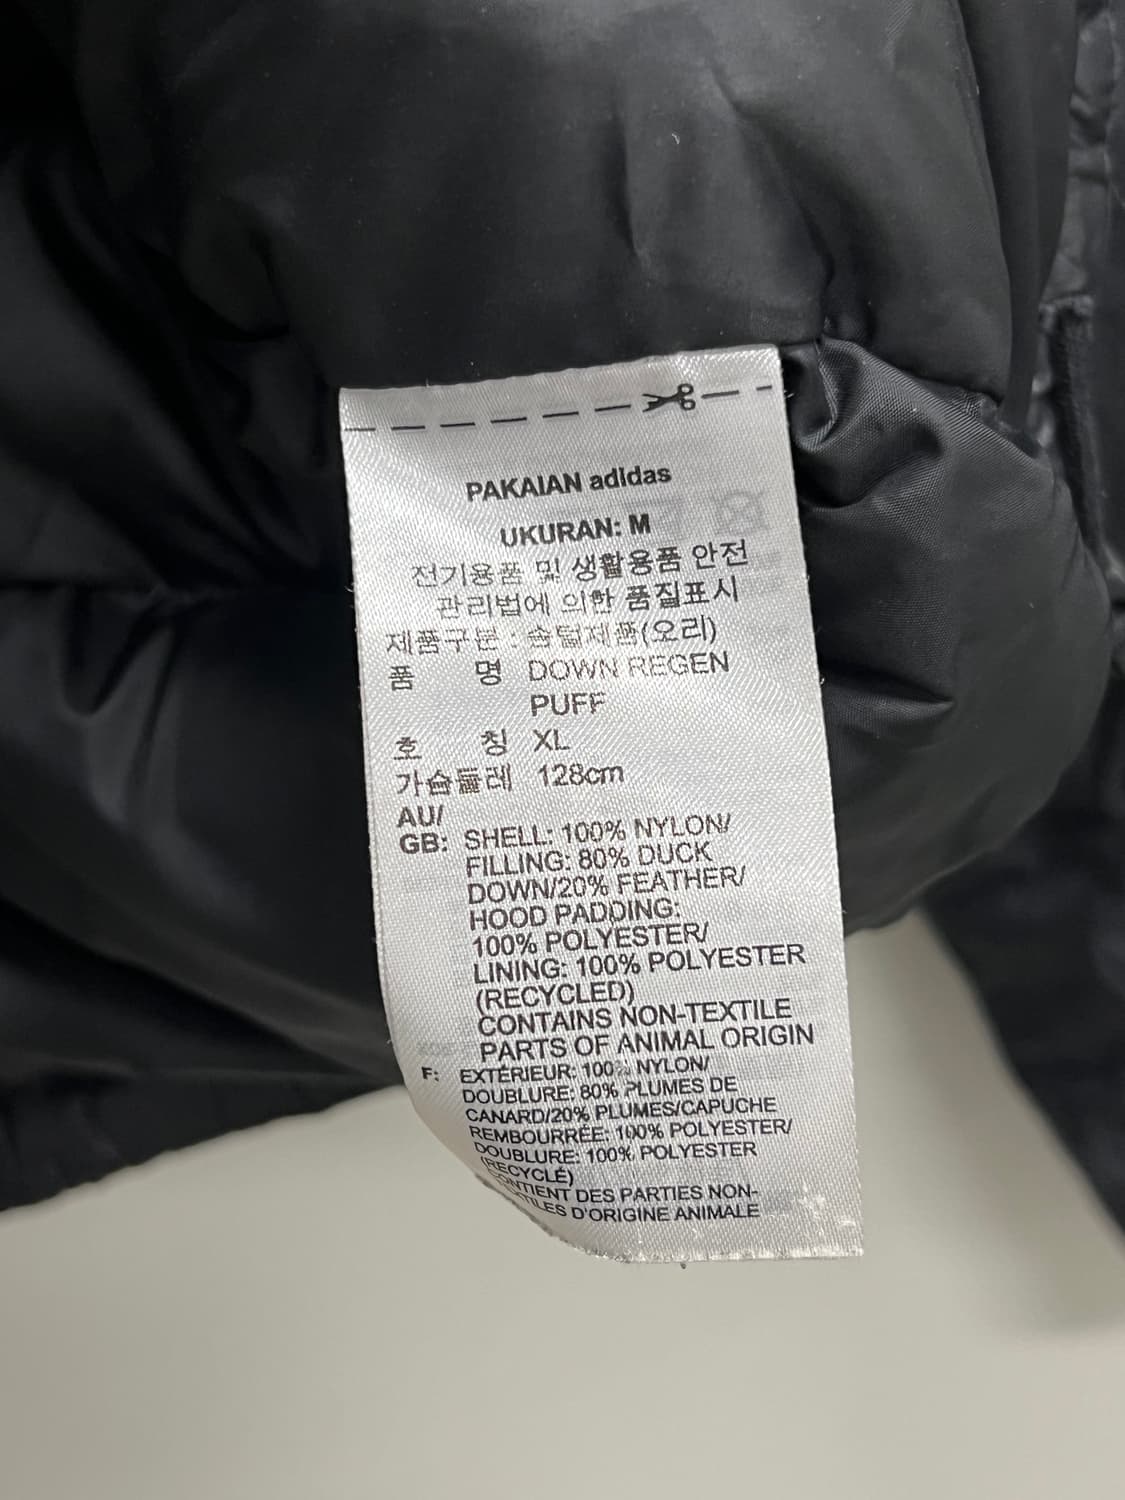 PAKAIAN adidas
UKURAN: M
전기용품 및 생활용품 안전
관리법에 의한 품질표시
제품구분 : 솜털제품(오리)
품 명 DOWN REGEN
PUFF
호 칭 XL
가슴둘레 128cm
AU/
GB: SHELL: 100% NYLON/
FILLING: 80% DUCK
DOWN/20% FEATHER/
HOOD PADDING:
100% POLYESTER/
LINING: 100% POLYESTER
(RECYCLED)
CONTAINS NON-TEXTILE
PARTS OF ANIMAL ORIGIN
F: EXTÉRIEUR: 100% NYLON/
DOUBLURE: 80% PLUMES DE
CANARD/20% PLUMES/CAPUCHE
REMBOURRÉE: 100% POLYESTER/
DOUBLURE: 100% POLYESTER
(RECYCLÉ)
CONTIENT DES PARTIES NON-
D'ORIGINE ANIMALE